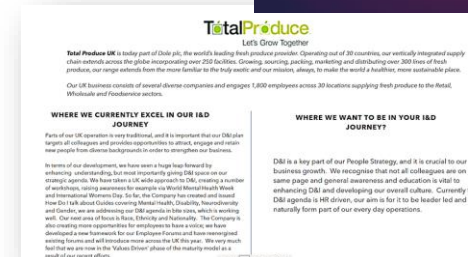 TotalProduce
Let's Grow Together
Total Produce UK is today part of Dole plc, the world's leading fresh produce provider. Operating out of 30 countries, our vertically integrated supply
chain extends across the globe incorporating over 250 facilities. Growing, sourcing, packing, marketing and distributing over 300 lines of fresh
produce, our range extends from the more familiar to the truly exotic and our mission, always, to make the world a healthier, more sustainable place.
Our UK business consists of several diverse companies and engages 1,800 employees across 30 locations supplying fresh produce to the Retail,
Wholesale and Foodservice sectors.
WHERE WE CURRENTLY EXCEL IN OUR I&D
JOURNEY
Parts of our UK operation is very traditional, and it is important that our D&I plan
targets all colleagues and provides opportunities to attract, engage and retain
new people from diverse backgrounds in order to strengthen our business.
In terms of our development, we have seen a huge leap forward by
enhancing understanding, but most importantly giving D&I space on our
strategic agenda. We have taken a UK wide approach to D&I, creating a number
of workshops, raising awareness for example via World Mental Health Week
and International Womens Day. So far, the Company has created and issued
How Do I talk about Guides covering Mental Health, Disability, Neurodiversity
and Gender, we are addressing our D&I agenda in bite sizes, which is working
well. Our next area of focus is Race, Ethnicity and Nationality. The Company is
also creating more opportunities for employees to have a voice; we have
developed a new framework for our Employee Forums and have reenergised
existing forums and will introduce more across the UK this year. We very much
feel that we are now in the 'Values Driven' phase of the maturity model as a
result of our recent efforts.
WHERE WE WANT TO BE IN YOUR I&D
JOURNEY?
D&I is a key part of our People Strategy, and it is crucial to our
business growth. We recognise that not all colleagues are on
same page and general awareness and education is vital to
enhancing D&I and developing our overall culture. Currently
D&I agenda is HR driven, our aim is for it to be leader led and
naturally form part of our every day operations.